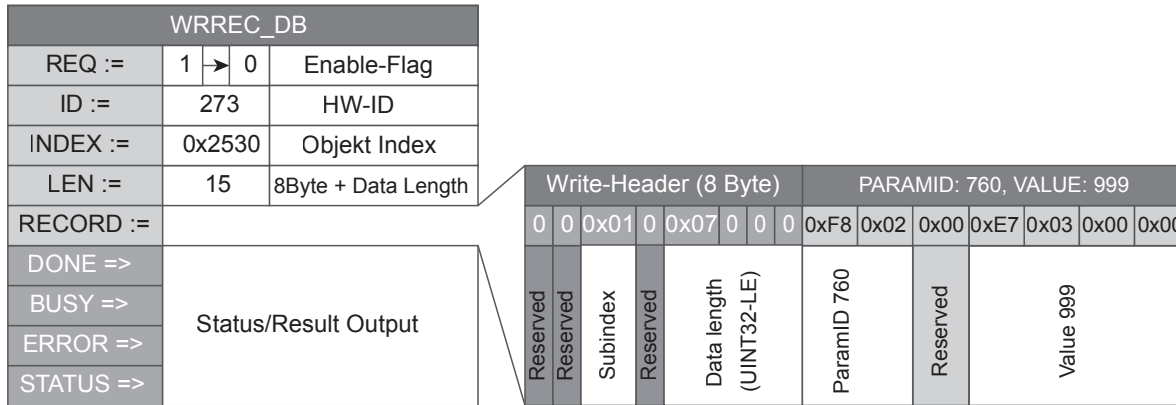 WRREC_DB
REQ := 1 → 0 Enable-Flag
ID := 273 HW-ID
INDEX := 0x2530 Objekt Index
LEN := 15 8Byte + Data Length
RECORD :=
DONE =>
BUSY =>
ERROR =>
STATUS =>
Status/Result Output
Write-Header (8 Byte) PARAMID: 760, VALUE: 999
0 0 0x01 0 0x07 0 0 0 0xF8 0x02 0x00 0xE7 0x03 0x00 0x00
Reserved
Reserved
Subindex
Reserved
Data length
(UINT32-LE)
ParamID 760
Reserved
Value 999